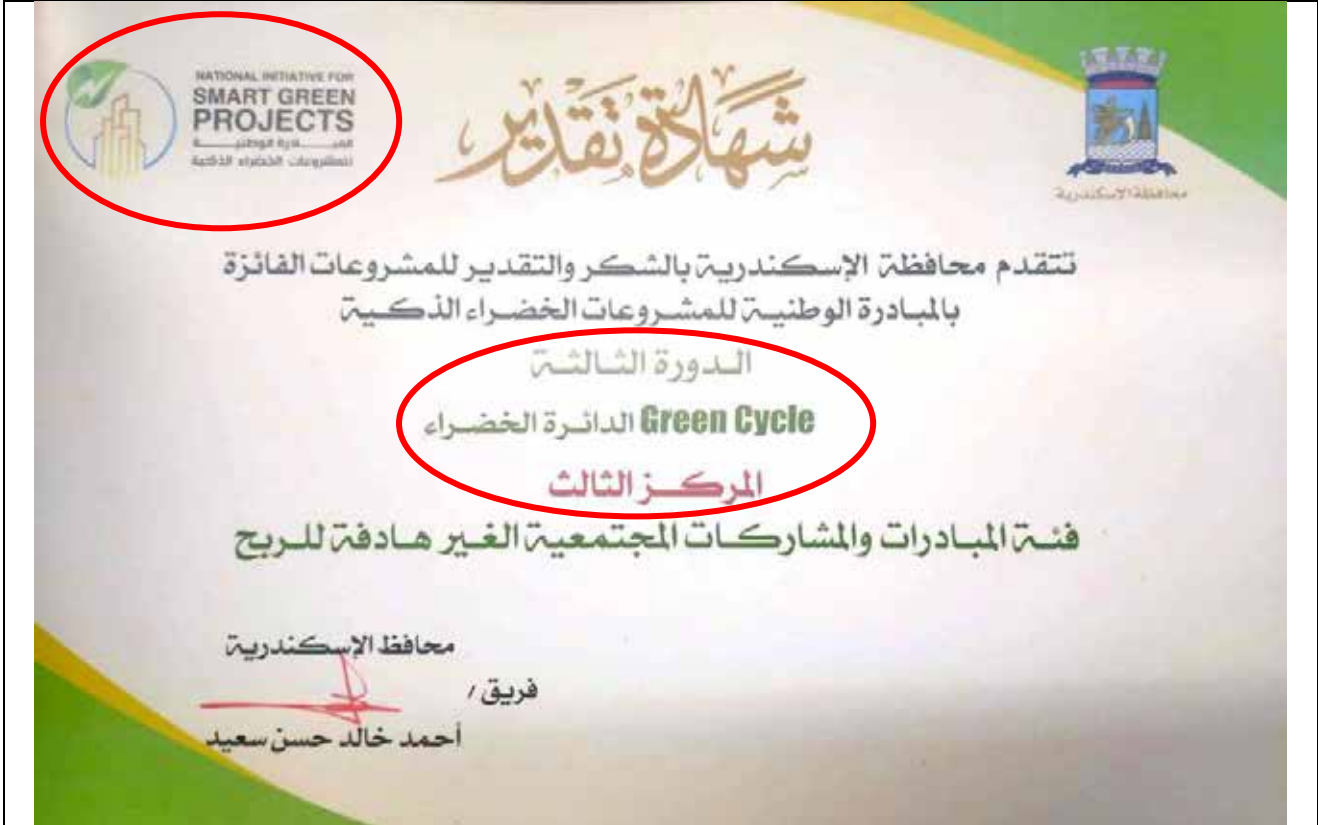 NATIONAL INITIATIVE FOR
SMART GREEN
PROJECTS
المبادرة الوطنية
للمشروعات الخضراء الذكية
شهادة تقدير
محافظة الاسكندرية
تتقدم محافظة الإسكندرية بالشكر والتقدير للمشروعات الفائزة
بالمبادرة الوطنية للمشروعات الخضراء الذكية
الدورة الثالثة
Green Cycle الدائرة الخضراء
المركز الثالث
فئة المبادرات والمشاركات المجتمعية الغير هادفة للربح
محافظ الإسكندرية
فريق /
أحمد خالد حسن سعيد